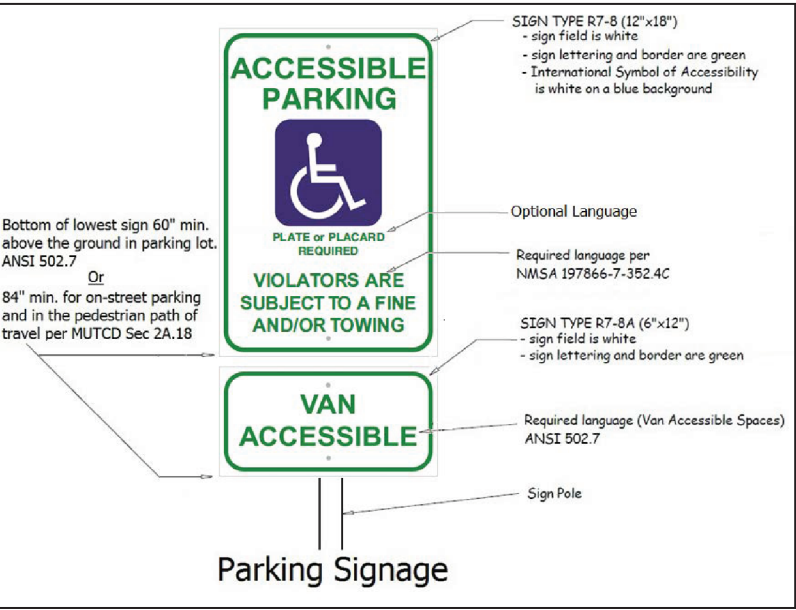 SIGN TYPE R7-8 (12"x18")
- sign field is white
- sign lettering and border are green
- International Symbol of Accessibility
is white on a blue background
ACCESSIBLE
PARKING
PLATE or PLACARD
REQUIRED
VIOLATORS ARE
SUBJECT TO A FINE
AND/OR TOWING
Optional Language
Required language per
NMSA 197866-7-352.4C
Bottom of lowest sign 60" min.
above the ground in parking lot.
ANSI 502.7
Or
84" min. for on-street parking
and in the pedestrian path of
travel per MUTCD Sec 2A.18
SIGN TYPE R7-8A (6"x12")
- sign field is white
- sign lettering and border are green
VAN
ACCESSIBLE
Required language (Van Accessible Spaces)
ANSI 502.7
Sign Pole
Parking Signage